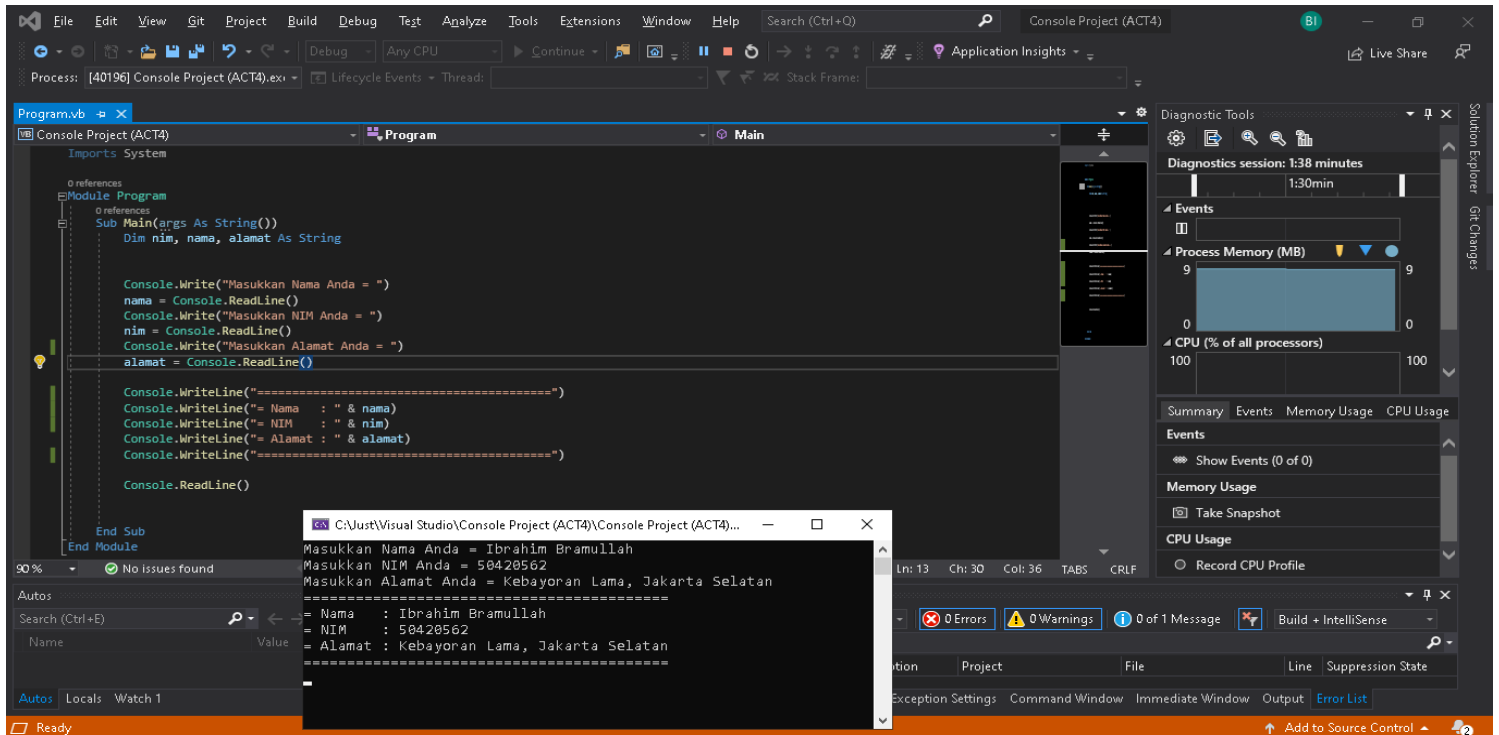 File Edit View Git Project Build Debug Test Analyze Tools Extensions Window Help Search (Ctrl+Q) Console Project (ACT4) BI
Debug Any CPU Continue Application Insights Live Share
Process: [40196] Console Project (ACT4).ex Lifecycle Events Thread: Stack Frame:
Program.vb
VB Console Project (ACT4) Program Main
Imports System
0 references
Module Program
0 references
Sub Main(args As String())
Dim nim, nama, alamat As String
Console.Write("Masukkan Nama Anda = ")
nama = Console.ReadLine()
Console.Write("Masukkan NIM Anda = ")
nim = Console.ReadLine()
Console.Write("Masukkan Alamat Anda = ")
alamat = Console.ReadLine()
Console.WriteLine("==========================================")
Console.WriteLine("= Nama   : " & nama)
Console.WriteLine("= NIM    : " & nim)
Console.WriteLine("= Alamat : " & alamat)
Console.WriteLine("==========================================")
Console.ReadLine()
End Sub
End Module
90 % No issues found Ln: 13 Ch: 30 Col: 36 TABS CRLF
C:\Just\Visual Studio\Console Project (ACT4)\Console Project (ACT4)...
Masukkan Nama Anda = Ibrahim Bramullah
Masukkan NIM Anda = 50420562
Masukkan Alamat Anda = Kebayoran Lama, Jakarta Selatan
==========================================
= Nama   : Ibrahim Bramullah
= NIM    : 50420562
= Alamat : Kebayoran Lama, Jakarta Selatan
==========================================
Diagnostic Tools
Diagnostics session: 1:38 minutes
1:30min
Events
Process Memory (MB)
9 9
0 0
CPU (% of all processors)
100 100
Summary Events Memory Usage CPU Usage
Events
Show Events (0 of 0)
Memory Usage
Take Snapshot
CPU Usage
Record CPU Profile
Solution Explorer Git Changes
Autos
Search (Ctrl+E)
Name Value
Autos Locals Watch 1
0 Errors 0 Warnings 0 of 1 Message Build + IntelliSense
Project File Line Suppression State
Exception Settings Command Window Immediate Window Output Error List
Ready Add to Source Control 2